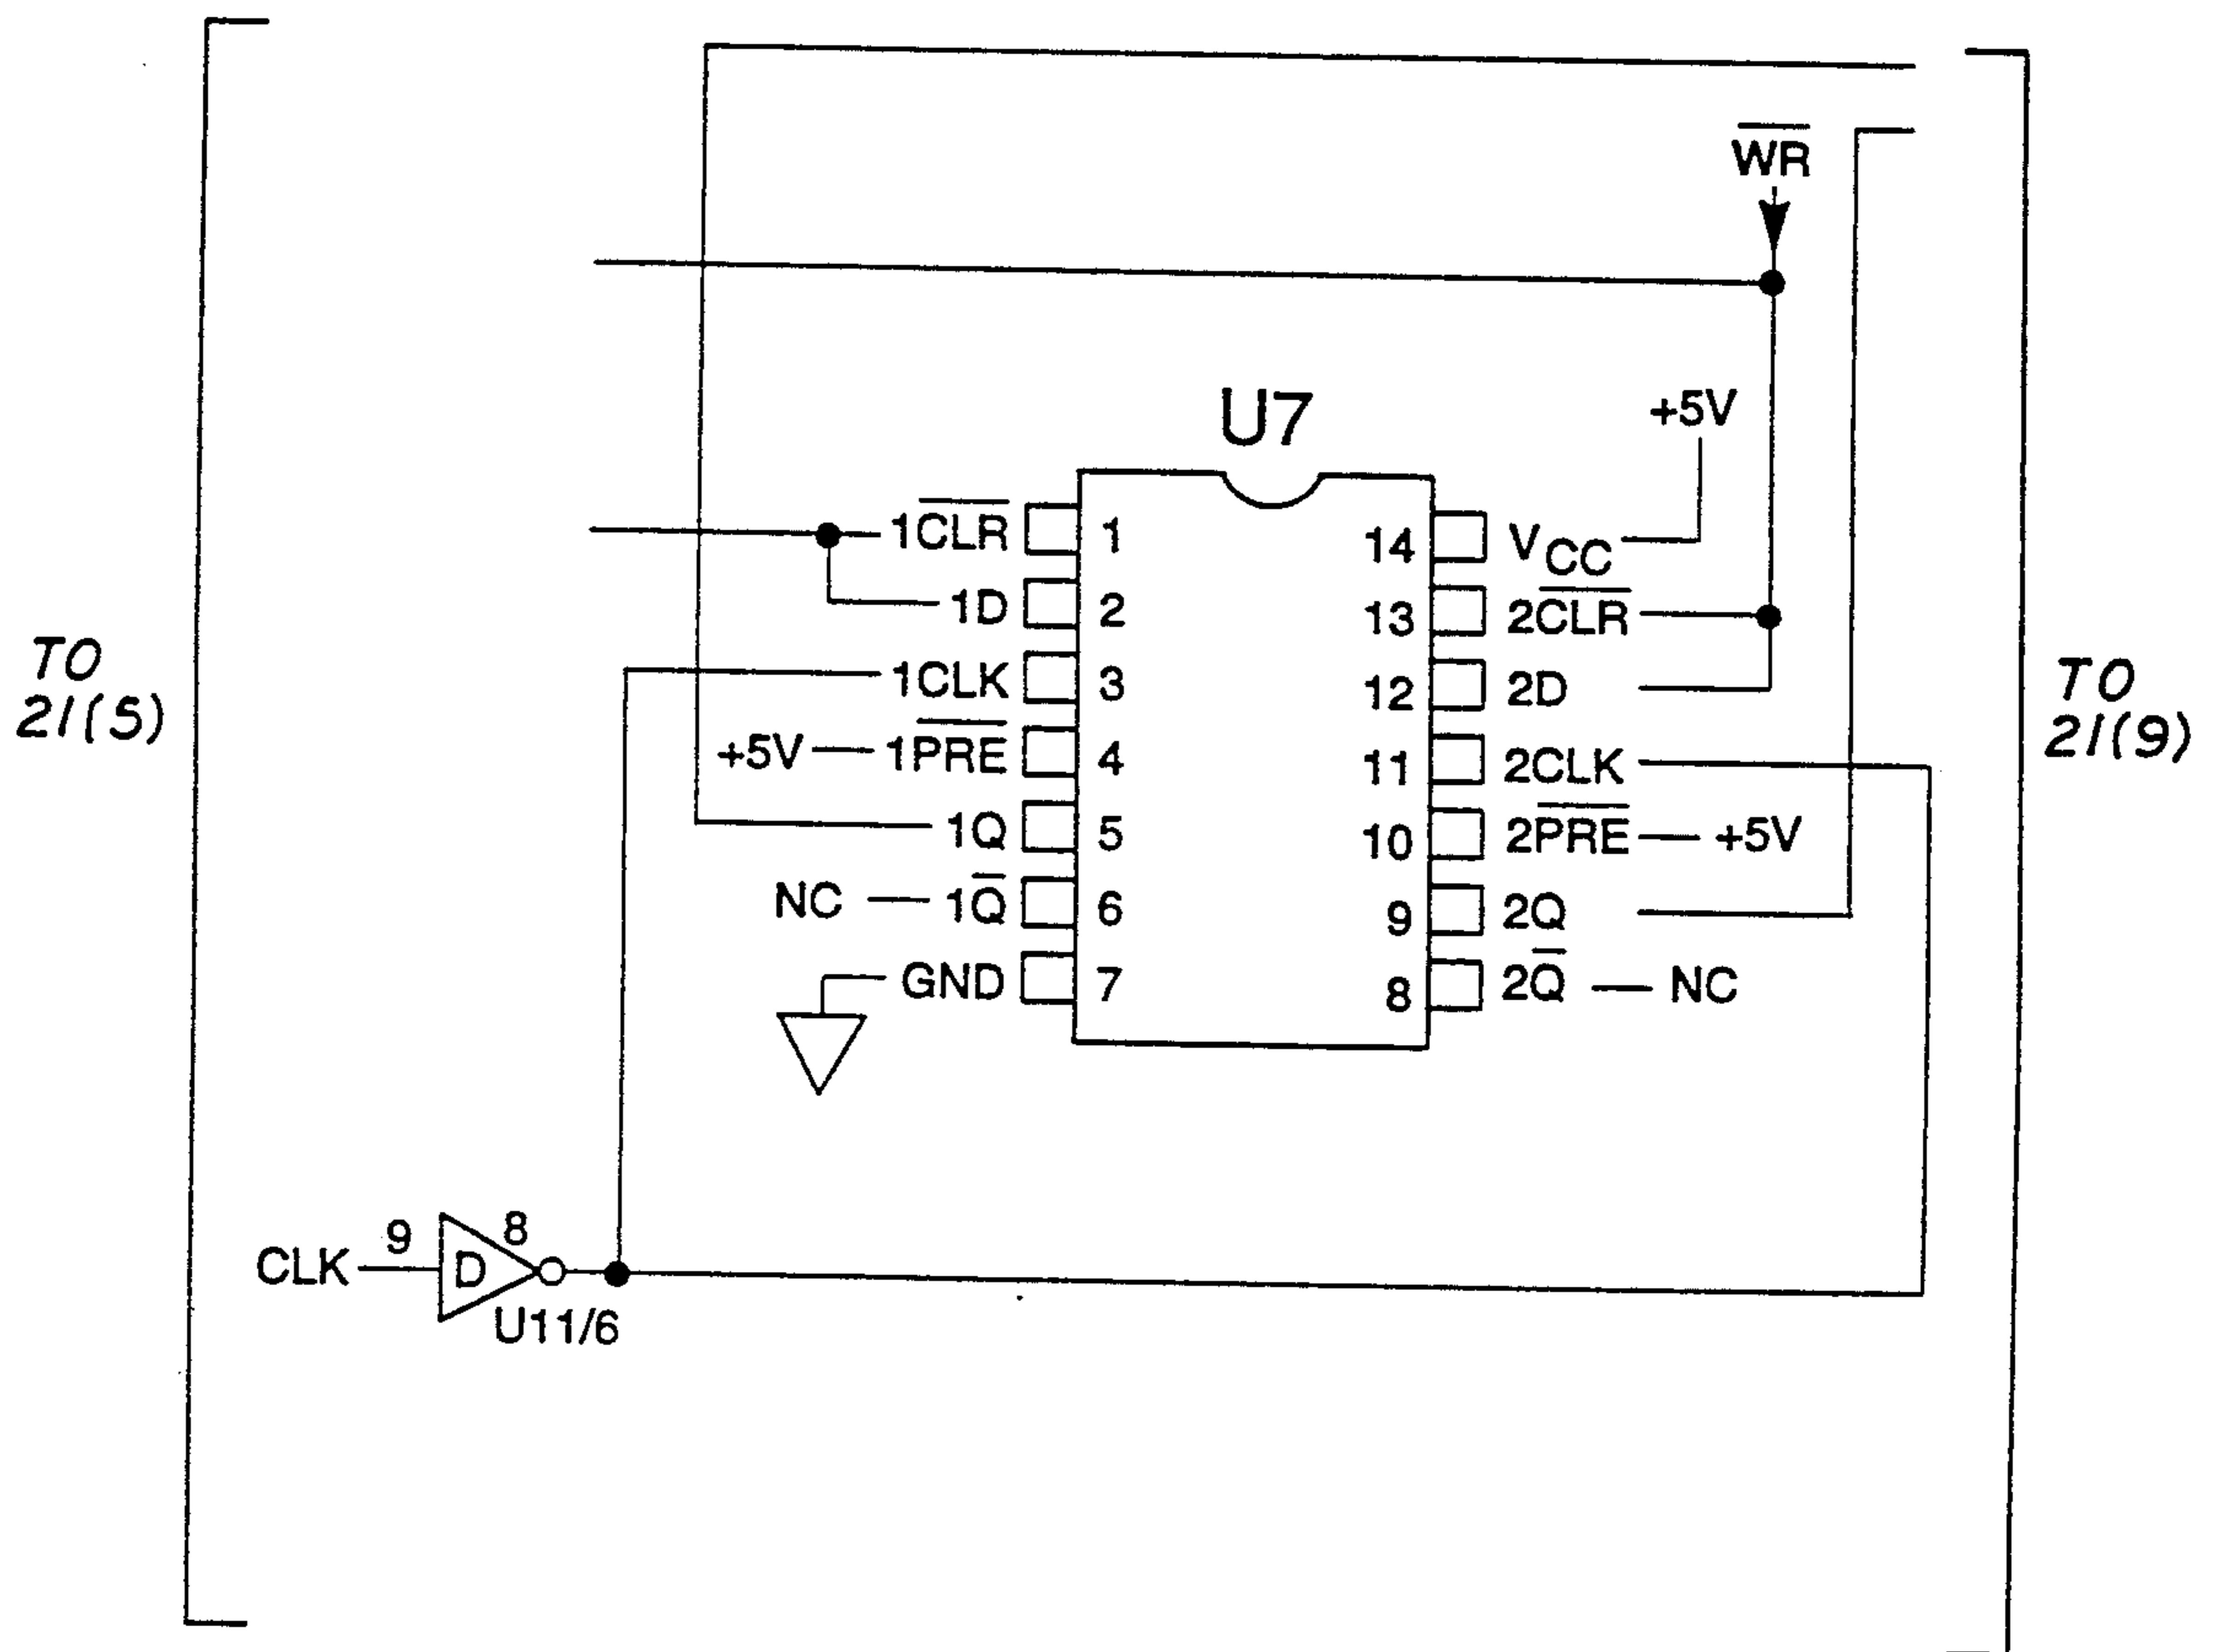 WR
U7
+5V
1CLR 1 14 VCC
1D 2 13 2CLR
1CLK 3 12 2D
+5V 1PRE 4 11 2CLK
1Q 5 10 2PRE +5V
NC 1Q 6 9 2Q
GND 7 8 2Q NC
TO
21(5)
TO
21(9)
CLK 9 D 8
U11/6